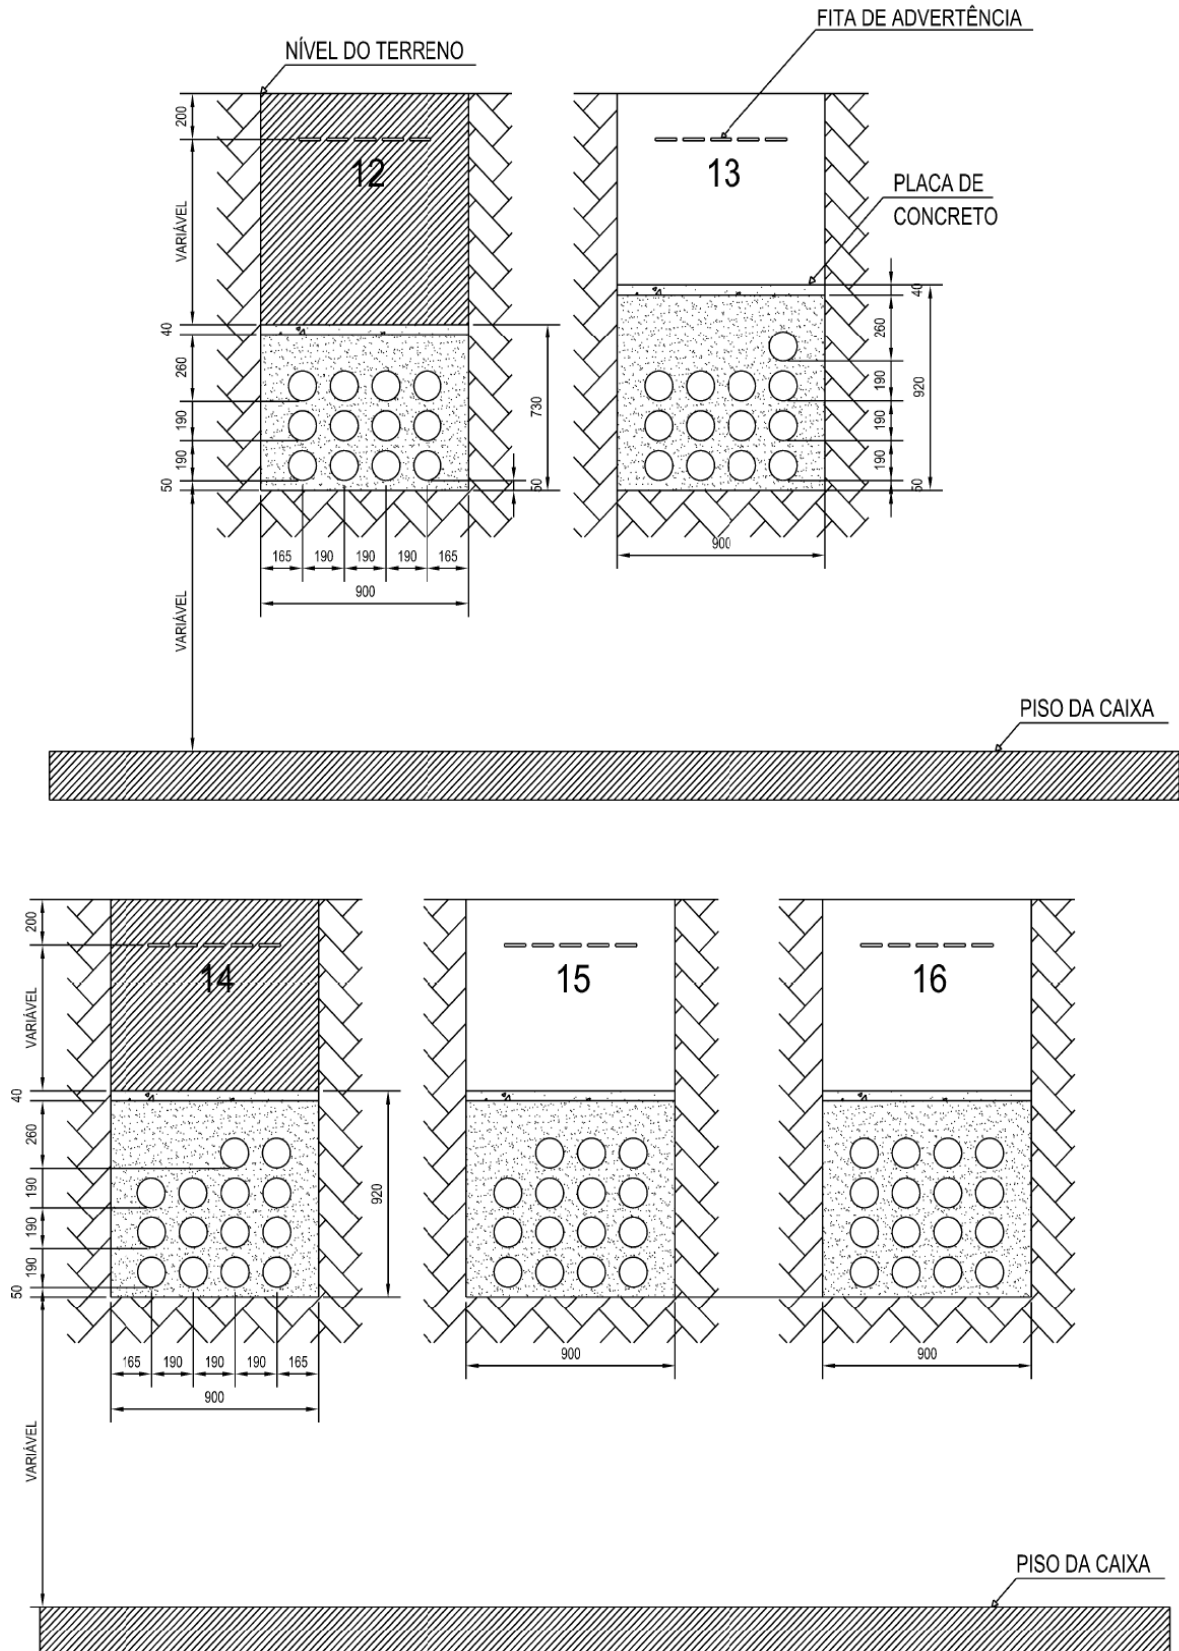 FITA DE ADVERTÊNCIA
NÍVEL DO TERRENO
200
12
13
PLACA DE
CONCRETO
VARIÁVEL
40
40
260
260
190
190
730
920
190
190
190
50
50
50
165 190 190 190 165
900
900
VARIÁVEL
PISO DA CAIXA
200
14
15
16
VARIÁVEL
40
260
190
920
190
190
50
165 190 190 190 165
900
900
900
VARIÁVEL
PISO DA CAIXA